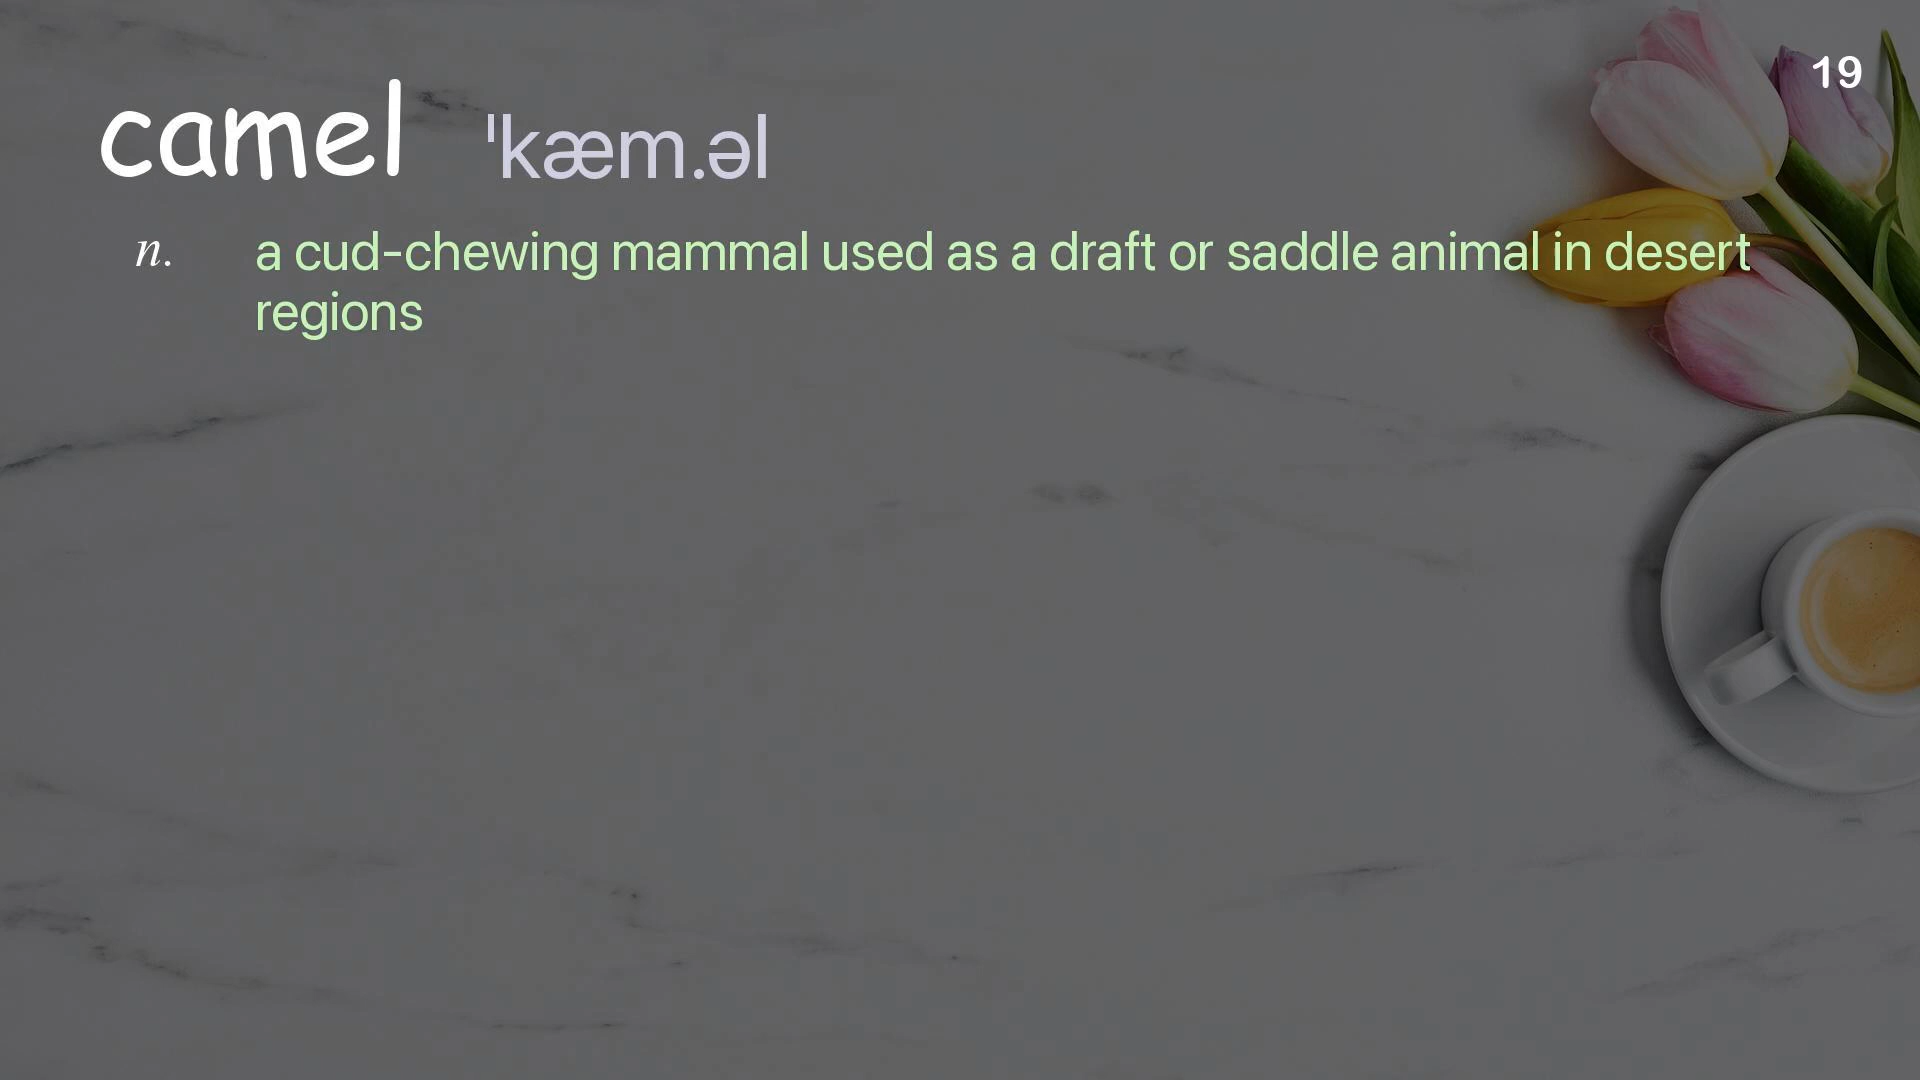 19
camel ˈkæm.əl
n. a cud-chewing mammal used as a draft or saddle animal in desert
regions